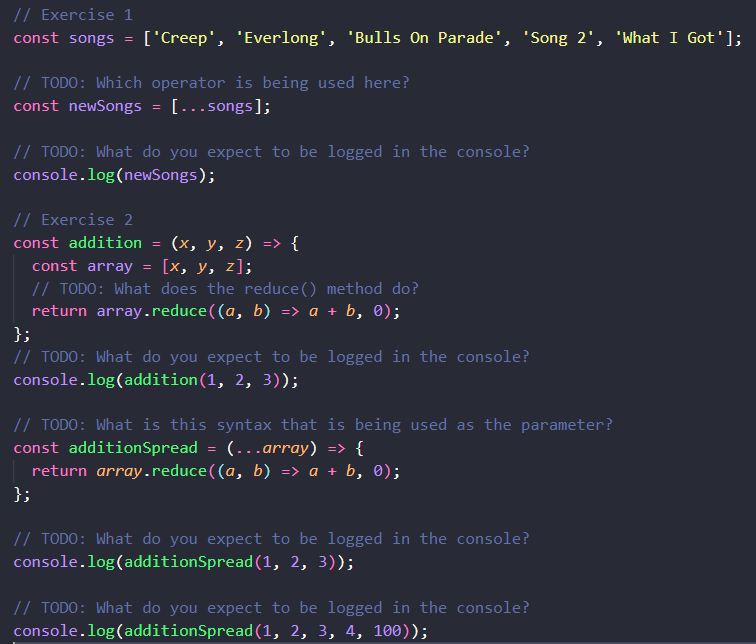 // Exercise 1
const songs = ['Creep', 'Everlong', 'Bulls On Parade', 'Song 2', 'What I Got'];
// TODO: Which operator is being used here?
const newSongs = [...songs];
// TODO: What do you expect to be logged in the console?
console.log(newSongs);
// Exercise 2
const addition = (x, y, z) => {
  const array = [x, y, z];
  // TODO: What does the reduce() method do?
  return array.reduce((a, b) => a + b, 0);
};
// TODO: What do you expect to be logged in the console?
console.log(addition(1, 2, 3));
// TODO: What is this syntax that is being used as the parameter?
const additionSpread = (...array) => {
  return array.reduce((a, b) => a + b, 0);
};
// TODO: What do you expect to be logged in the console?
console.log(additionSpread(1, 2, 3));
// TODO: What do you expect to be logged in the console?
console.log(additionSpread(1, 2, 3, 4, 100));